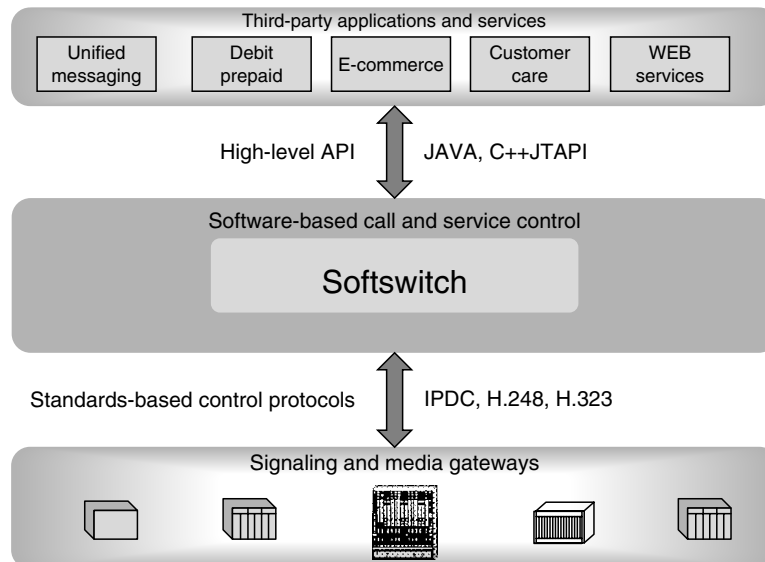 Third-party applications and services
Unified
messaging
Debit
prepaid
E-commerce
Customer
care
WEB
services
High-level API
JAVA, C++JTAPI
Software-based call and service control
Softswitch
Standards-based control protocols
IPDC, H.248, H.323
Signaling and media gateways